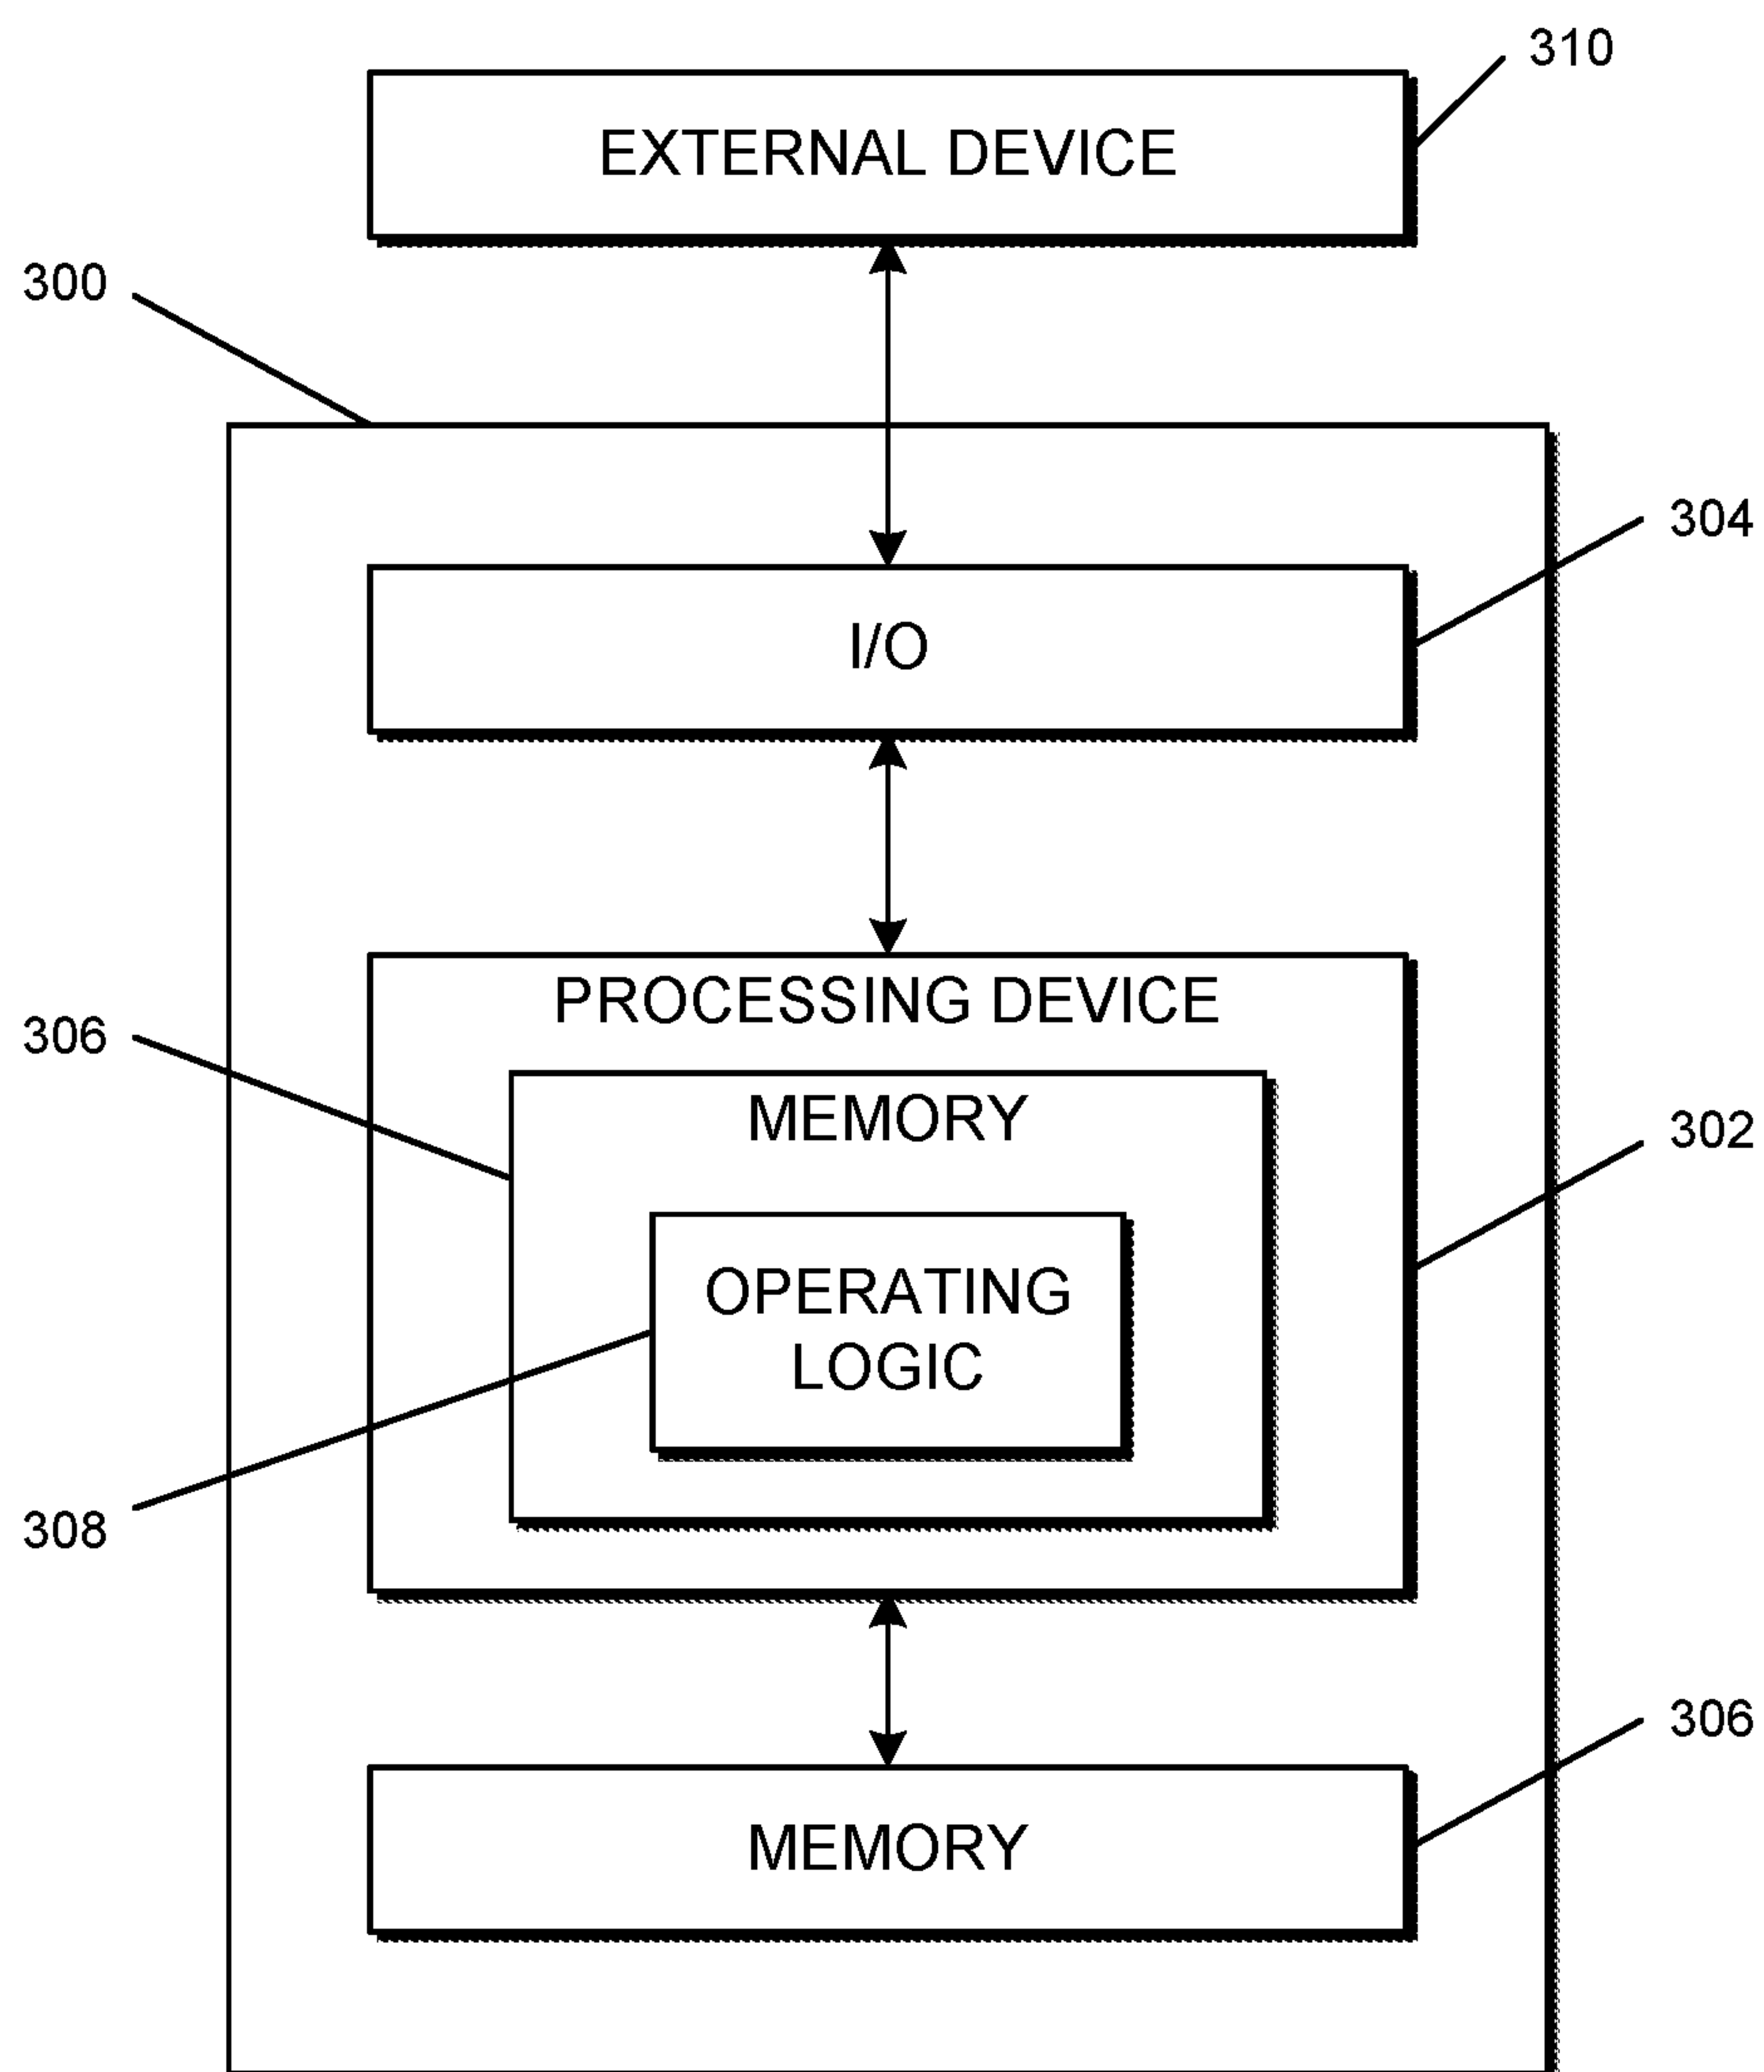 310
EXTERNAL DEVICE
300
304
I/O
PROCESSING DEVICE
306
MEMORY
302
OPERATING
LOGIC
308
306
MEMORY